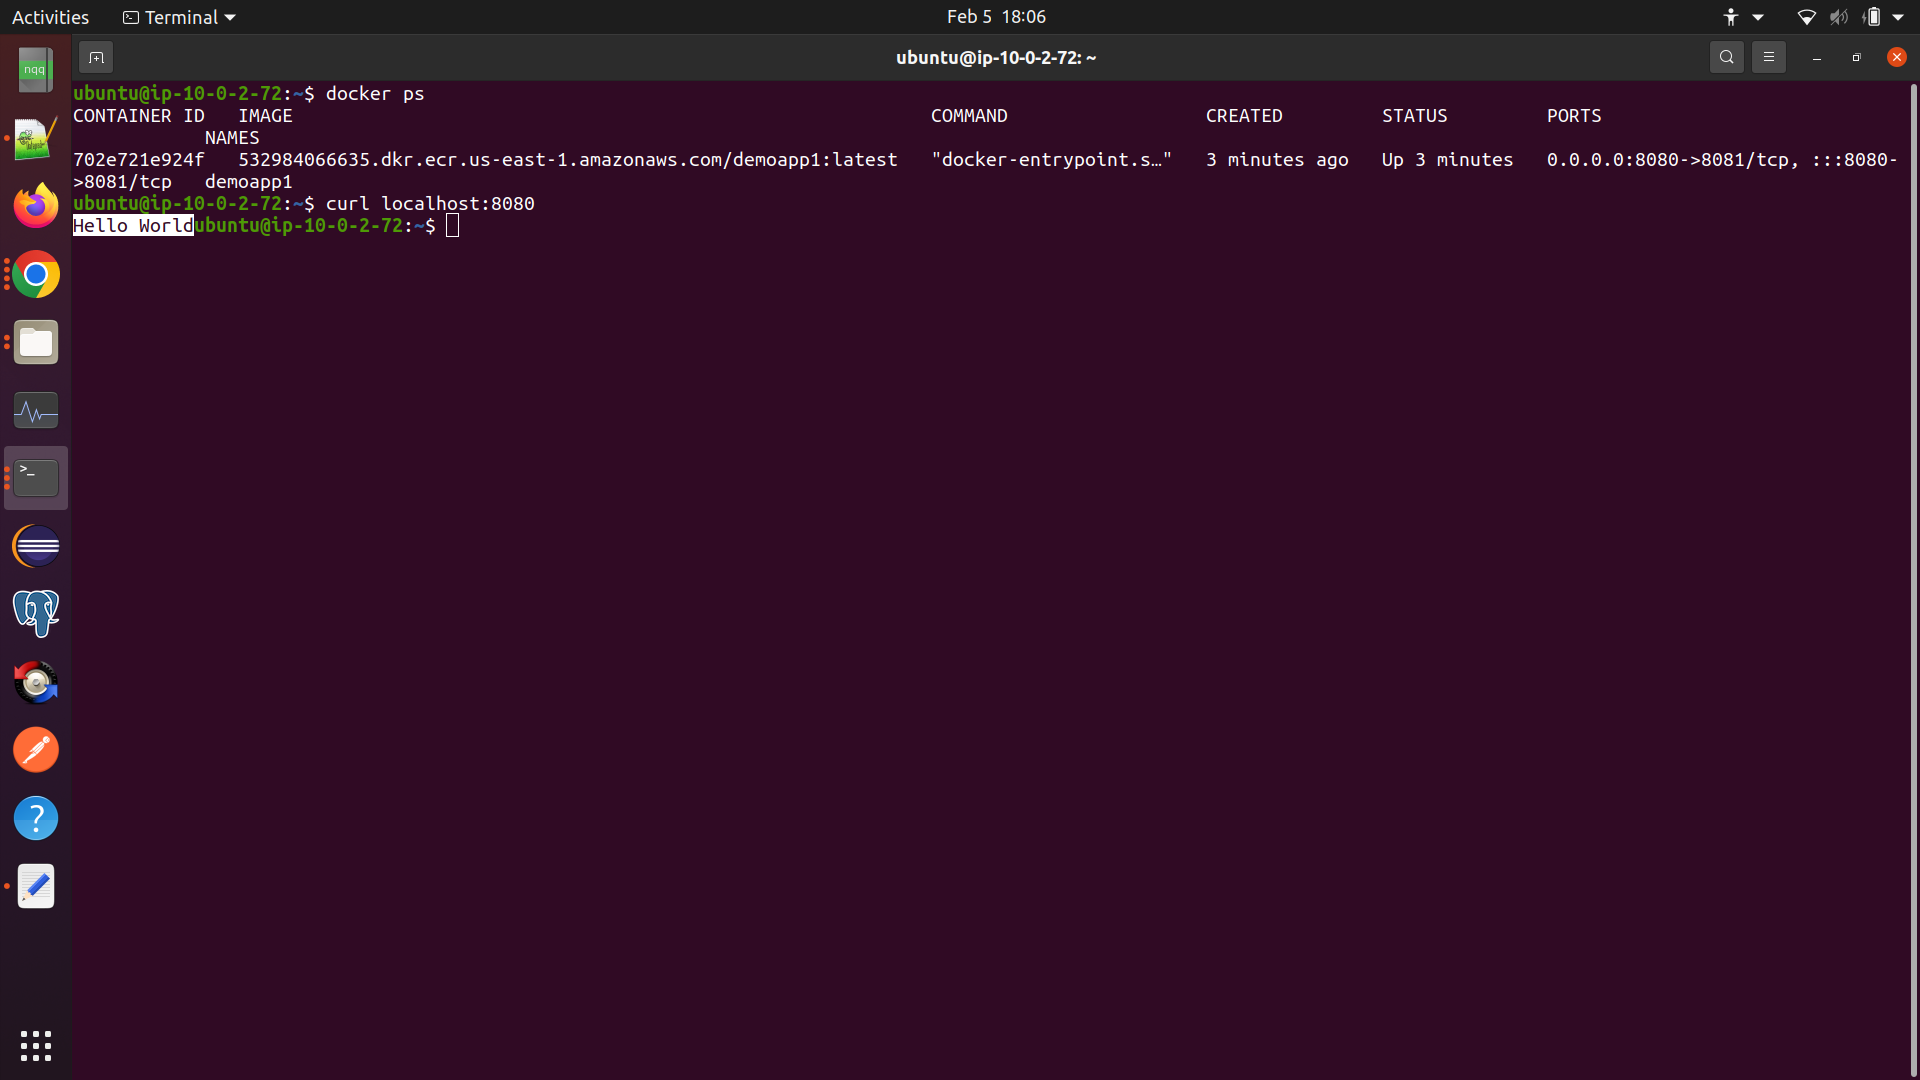 Activities Terminal Feb 5 18:06
ubuntu@ip-10-0-2-72: ~
nqq
ubuntu@ip-10-0-2-72:~$ docker ps
CONTAINER ID IMAGE COMMAND CREATED STATUS PORTS
NAMES
702e721e924f 532984066635.dkr.ecr.us-east-1.amazonaws.com/demoapp1:latest "docker-entrypoint.s…" 3 minutes ago Up 3 minutes 0.0.0.0:8080->8081/tcp, :::8080-
>8081/tcp demoapp1
ubuntu@ip-10-0-2-72:~$ curl localhost:8080
Hello Worldubuntu@ip-10-0-2-72:~$